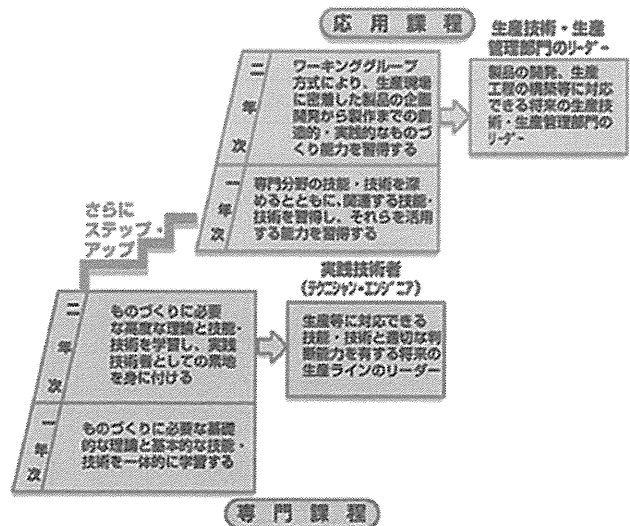 応用課程
生産技術・生産
管理部門のリーダー
二年次
ワーキンググループ
方式により、生産現場
に密着した製品の企画
開発から製作までの創
造的・実践的なものづ
くり能力を習得する
製品の開発、生産
工程の構築等に対応
できる将来の生産技
術・生産管理部門の
リーダー
一年次
専門分野の技能・技術を深
めるとともに、関連する技能・
技術を習得し、それらを活用
する能力を習得する
さらに
ステップ・
アップ
実践技術者
(テクニシャン・エンジニア)
二年次
ものづくりに必要
な高度な理論と技能・
技術を学習し、実践
技術者としての素地
を身に付ける
生産等に対応できる
技能・技術と適切な判
断能力を有する将来の
生産ラインのリーダー
一年次
ものづくりに必要な基礎
的な理論と基本的な技能・
技術を一体的に学習する
専門課程